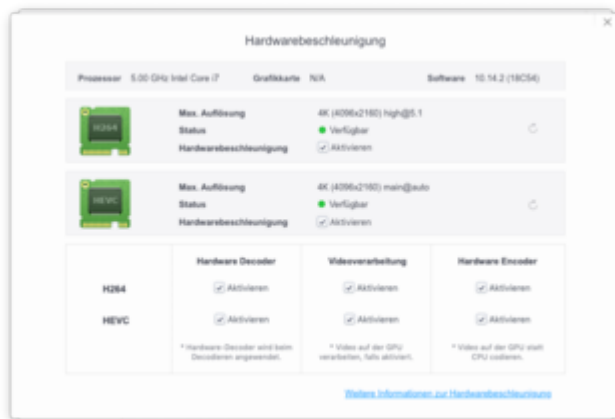 Hardwarebeschleunigung
Prozessor 5.00 GHz Intel Core i7 Grafikkarte N/A Software 10.14.2 (18C54)
H264
Max. Auflösung 4K (4096x2160) high@5.1
Status Verfügbar
Hardwarebeschleunigung Aktivieren
HEVC
Max. Auflösung 4K (4096x2160) main@auto
Status Verfügbar
Hardwarebeschleunigung Aktivieren
Hardware Decoder Videoverarbeitung Hardware Encoder
H264 Aktivieren Aktivieren Aktivieren
HEVC Aktivieren Aktivieren Aktivieren
* Hardware-Decoder wird beim * Video auf der GPU * Video auf der GPU statt
Decodieren angewendet. verarbeiten, falls aktiviert. CPU codieren.
Weitere Informationen zur Hardwarebeschleunigung